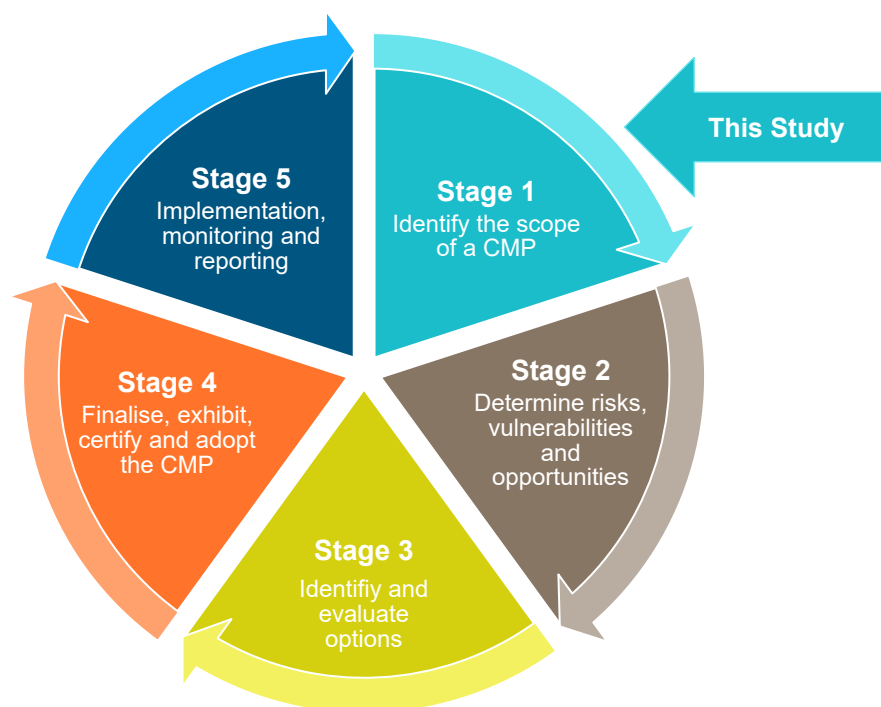 This Study
Stage 1
Identify the scope
of a CMP
Stage 2
Determine risks,
vulnerabilities
and
opportunities
Stage 3
Identifiy and
evaluate
options
Stage 4
Finalise, exhibit,
certify and adopt
the CMP
Stage 5
Implementation,
monitoring and
reporting